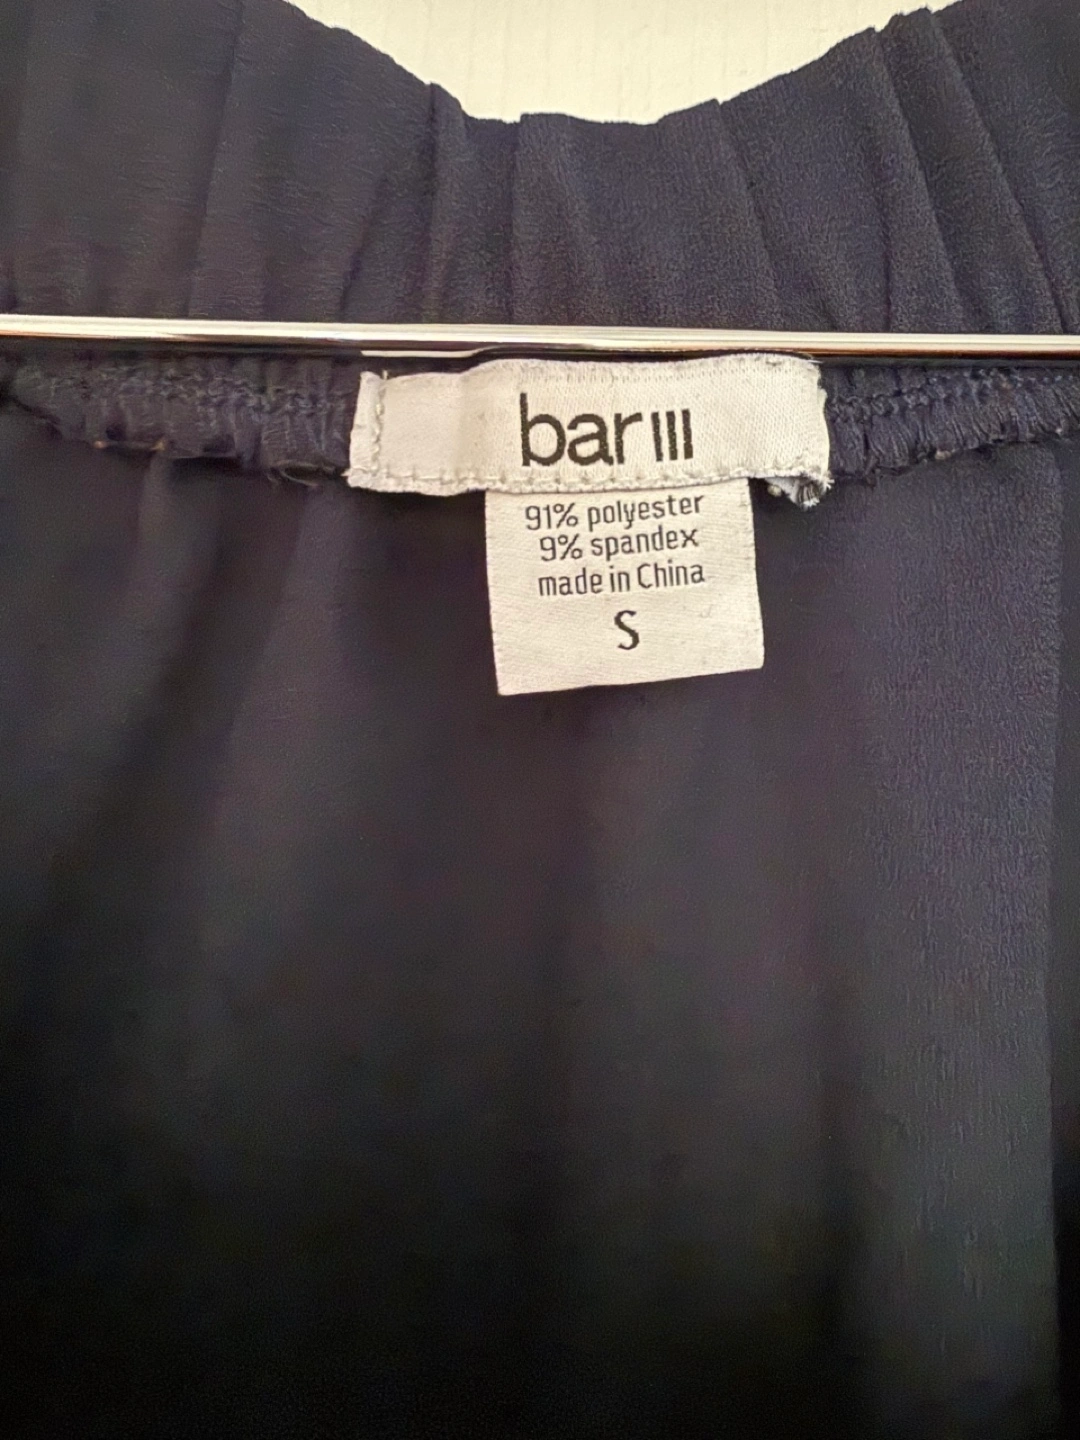 bar III
91% polyester
9% spandex
made in China
S